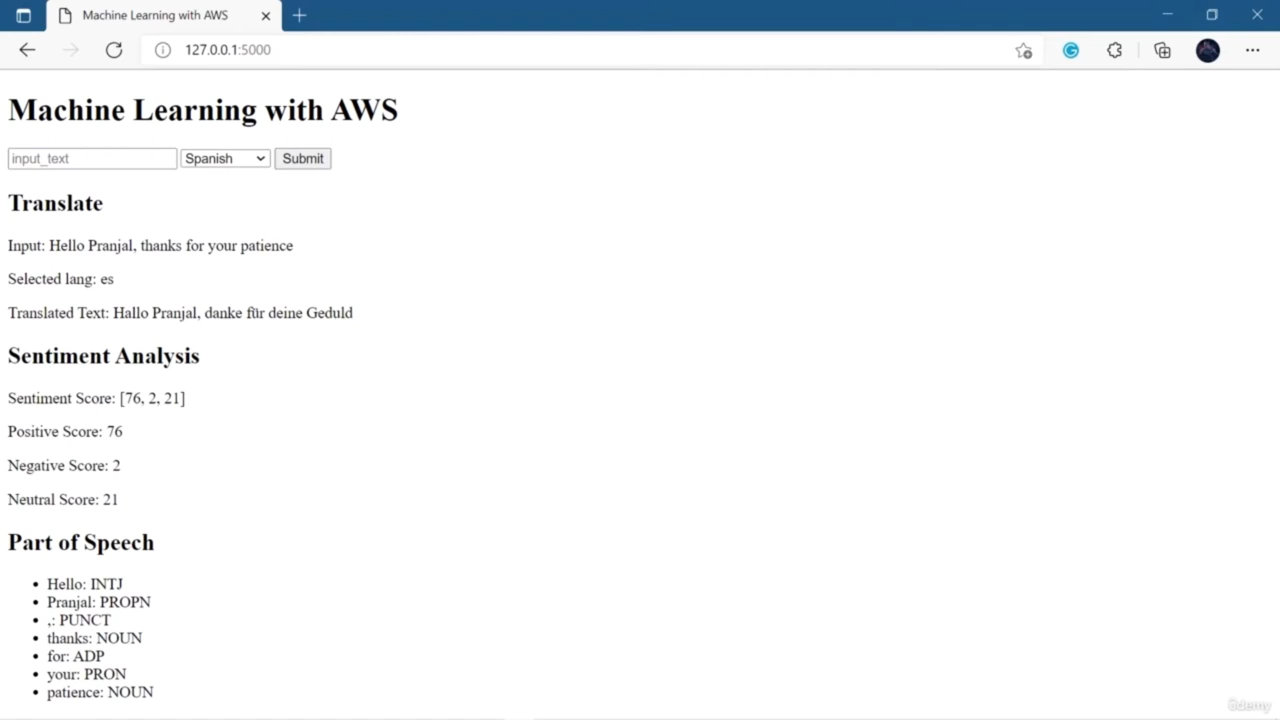 Machine Learning with AWS
127.0.0.1:5000
Machine Learning with AWS
input_text Spanish Submit
Translate
Input: Hello Pranjal, thanks for your patience
Selected lang: es
Translated Text: Hallo Pranjal, danke für deine Geduld
Sentiment Analysis
Sentiment Score: [76, 2, 21]
Positive Score: 76
Negative Score: 2
Neutral Score: 21
Part of Speech
• Hello: INTJ
• Pranjal: PROPN
• ,: PUNCT
• thanks: NOUN
• for: ADP
• your: PRON
• patience: NOUN
ûdemy